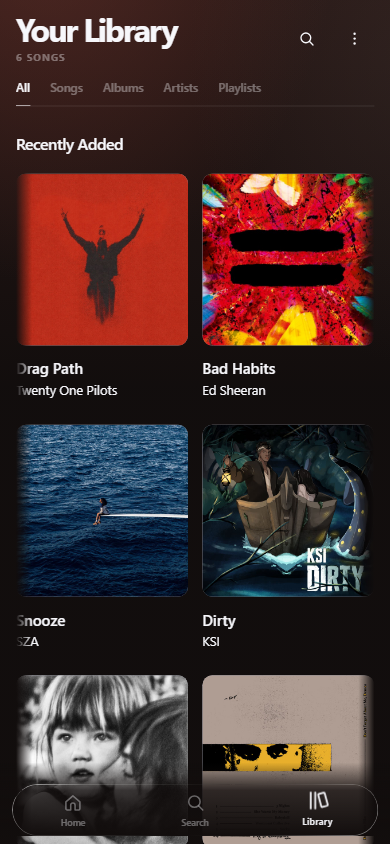 Your Library
6 SONGS
All Songs Albums Artists Playlists
Recently Added
Drag Path
Twenty One Pilots
Bad Habits
Ed Sheeran
KSI
DIRTY
Snooze
SZA
Dirty
KSI
Home
Search
Library